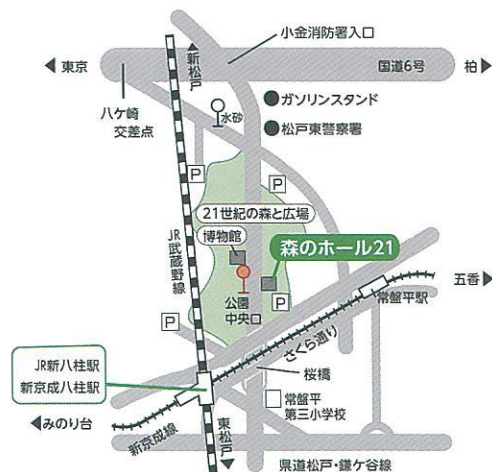 小金消防署入口
◀東京
▲新松戸
国道6号
柏▶
八ケ崎
交差点
水砂
●ガソリンスタンド
●松戸東警察署
P
P
21世紀の森と広場
博物館
森のホール21
JR武蔵野線
公園
中央口
P
P
五香▶
常盤平駅
さくら通り
JR新八柱駅
新京成八柱駅
桜橋
常盤平
第三小学校
◀みのり台
新京成線
東松戸▼
県道松戸・鎌ケ谷線